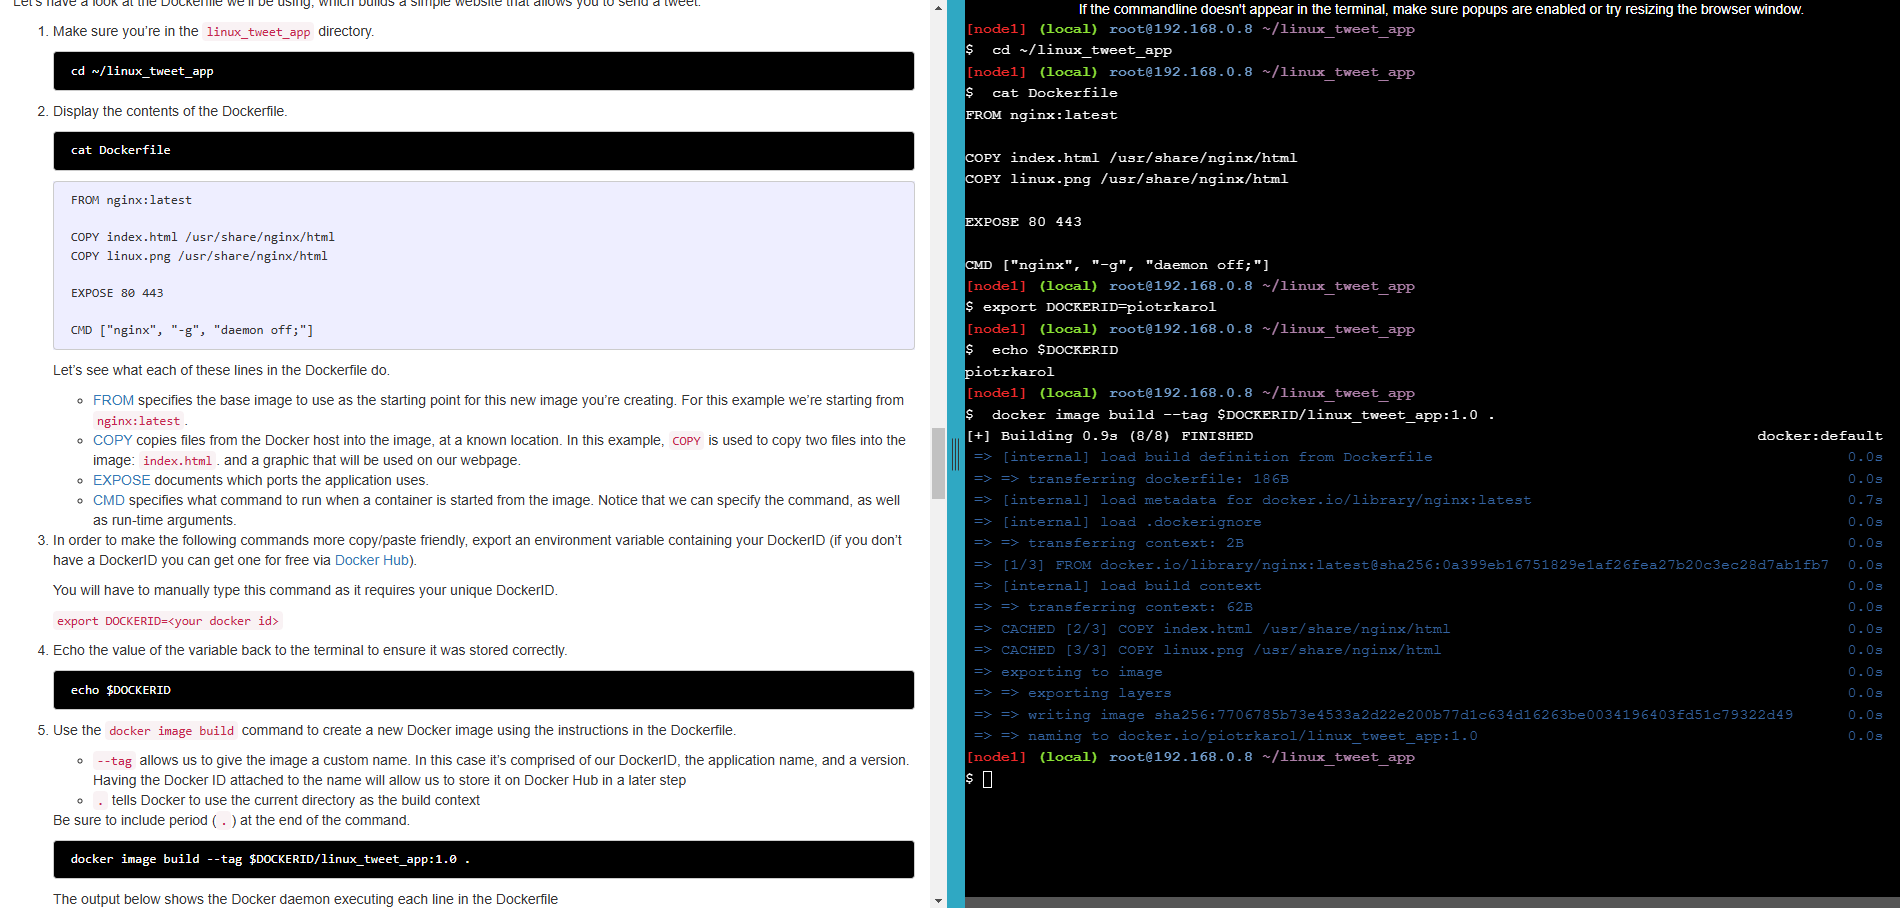 Let's have a look at the Dockerfile we'll be using, which builds a simple website that allows you to send a tweet.
1. Make sure you're in the linux_tweet_app directory.
cd ~/linux_tweet_app
2. Display the contents of the Dockerfile.
cat Dockerfile
FROM nginx:latest
COPY index.html /usr/share/nginx/html
COPY linux.png /usr/share/nginx/html
EXPOSE 80 443
CMD ["nginx", "-g", "daemon off;"]
Let's see what each of these lines in the Dockerfile do.
FROM specifies the base image to use as the starting point for this new image you're creating. For this example we're starting from
nginx:latest .
COPY copies files from the Docker host into the image, at a known location. In this example, COPY is used to copy two files into the
image: index.html . and a graphic that will be used on our webpage.
EXPOSE documents which ports the application uses.
CMD specifies what command to run when a container is started from the image. Notice that we can specify the command, as well
as run-time arguments.
3. In order to make the following commands more copy/paste friendly, export an environment variable containing your DockerID (if you don't
have a DockerID you can get one for free via Docker Hub).
You will have to manually type this command as it requires your unique DockerID.
export DOCKERID=<your docker id>
4. Echo the value of the variable back to the terminal to ensure it was stored correctly.
echo $DOCKERID
5. Use the docker image build command to create a new Docker image using the instructions in the Dockerfile.
--tag allows us to give the image a custom name. In this case it's comprised of our DockerID, the application name, and a version.
Having the Docker ID attached to the name will allow us to store it on Docker Hub in a later step
. tells Docker to use the current directory as the build context
Be sure to include period ( . ) at the end of the command.
docker image build --tag $DOCKERID/linux_tweet_app:1.0 .
The output below shows the Docker daemon executing each line in the Dockerfile
If the commandline doesn't appear in the terminal, make sure popups are enabled or try resizing the browser window.
[node1] (local) root@192.168.0.8 ~/linux_tweet_app
$ cd ~/linux_tweet_app
[node1] (local) root@192.168.0.8 ~/linux_tweet_app
$ cat Dockerfile
FROM nginx:latest
COPY index.html /usr/share/nginx/html
COPY linux.png /usr/share/nginx/html
EXPOSE 80 443
CMD ["nginx", "-g", "daemon off;"]
[node1] (local) root@192.168.0.8 ~/linux_tweet_app
$ export DOCKERID=piotrkarol
[node1] (local) root@192.168.0.8 ~/linux_tweet_app
$ echo $DOCKERID
piotrkarol
[node1] (local) root@192.168.0.8 ~/linux_tweet_app
$ docker image build --tag $DOCKERID/linux_tweet_app:1.0 .
[+] Building 0.9s (8/8) FINISHED docker:default
=> [internal] load build definition from Dockerfile 0.0s
=> => transferring dockerfile: 186B 0.0s
=> [internal] load metadata for docker.io/library/nginx:latest 0.7s
=> [internal] load .dockerignore 0.0s
=> => transferring context: 2B 0.0s
=> [1/3] FROM docker.io/library/nginx:latest@sha256:0a399eb16751829e1af26fea27b20c3ec28d7ab1fb7 0.0s
=> [internal] load build context 0.0s
=> => transferring context: 62B 0.0s
=> CACHED [2/3] COPY index.html /usr/share/nginx/html 0.0s
=> CACHED [3/3] COPY linux.png /usr/share/nginx/html 0.0s
=> exporting to image 0.0s
=> => exporting layers 0.0s
=> => writing image sha256:7706785b73e4533a2d22e200b77d1c634d16263be0034196403fd51c79322d49 0.0s
=> => naming to docker.io/piotrkarol/linux_tweet_app:1.0 0.0s
[node1] (local) root@192.168.0.8 ~/linux_tweet_app
$